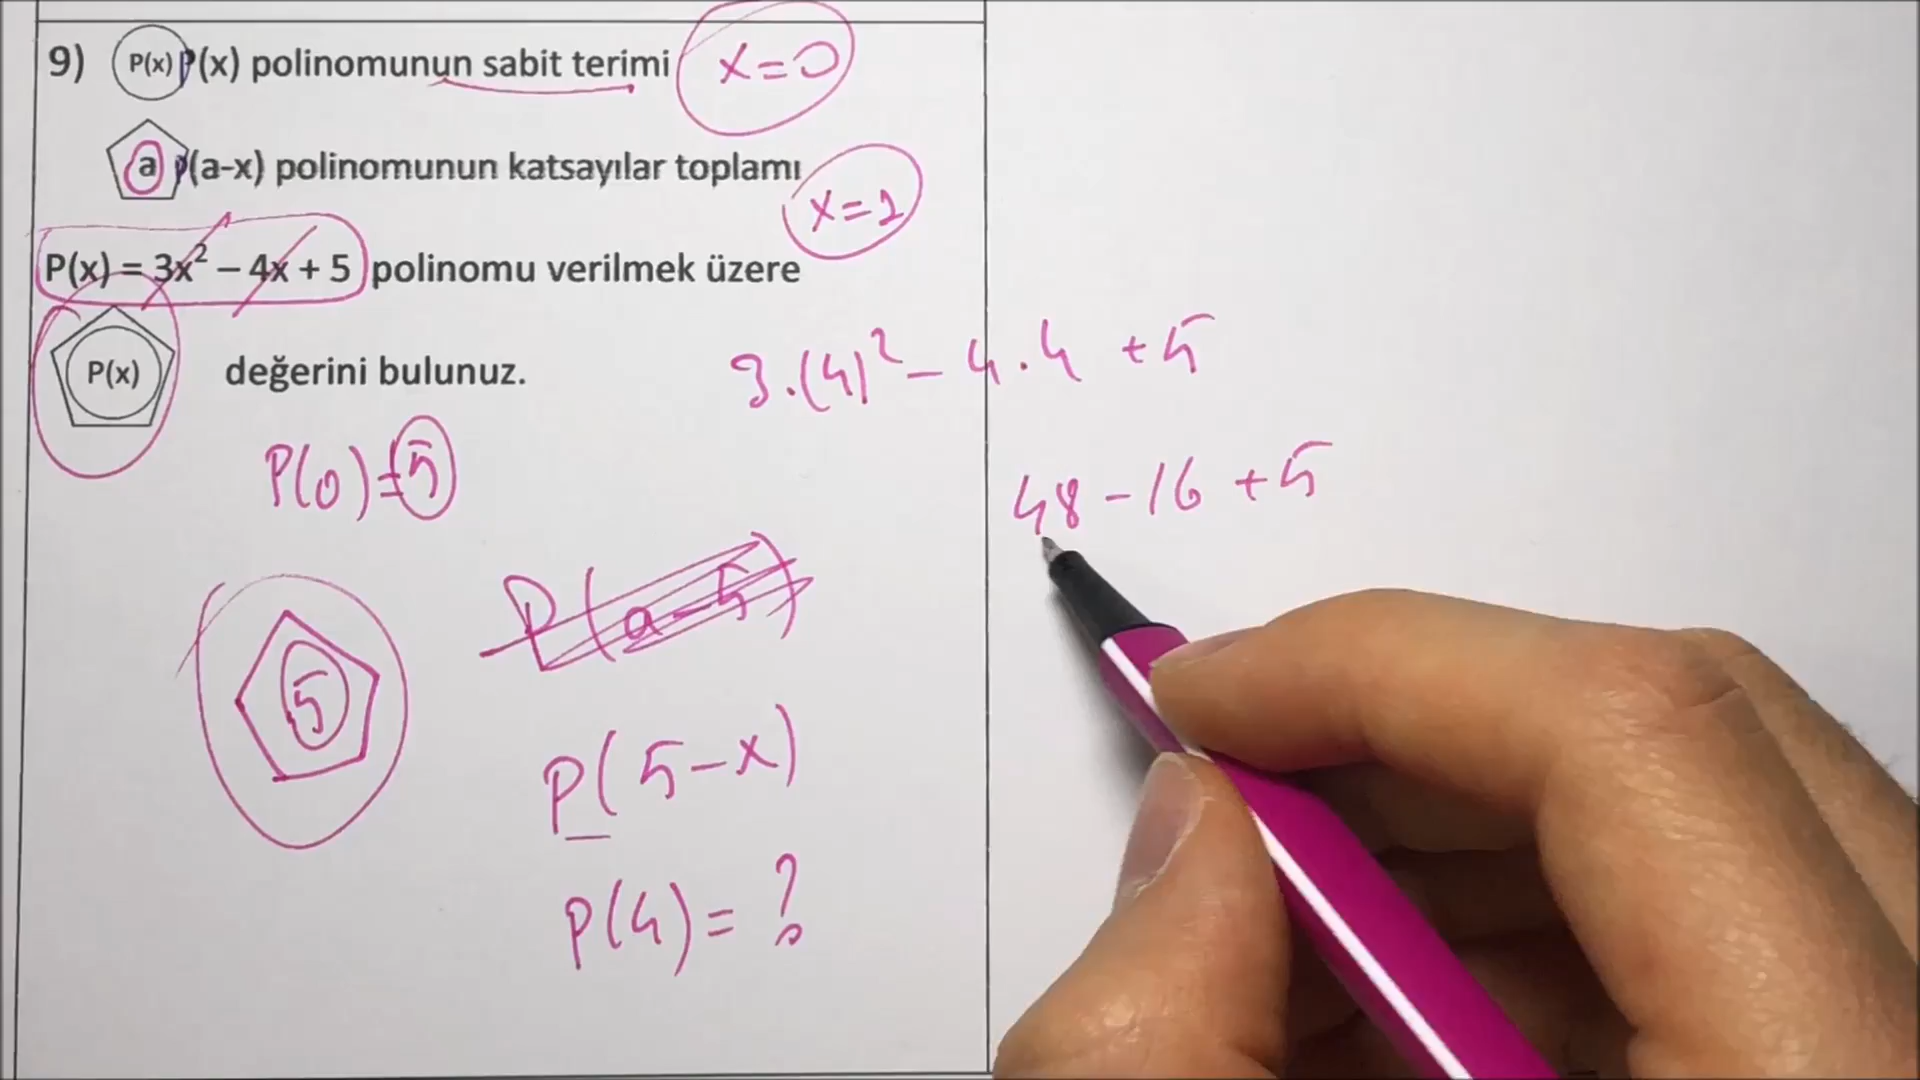 9) P(x) P(x) polinomunun sabit terimi x=0
a P(a-x) polinomunun katsayılar toplamı x=1
P(x) = 3x² – 4x + 5 polinomu verilmek üzere
P(x) değerini bulunuz.
3.(4)² – 4.4 + 5
P(0)=5
48 – 16 + 5
P(a–5)
5
P(5–x)
P(4)= ?